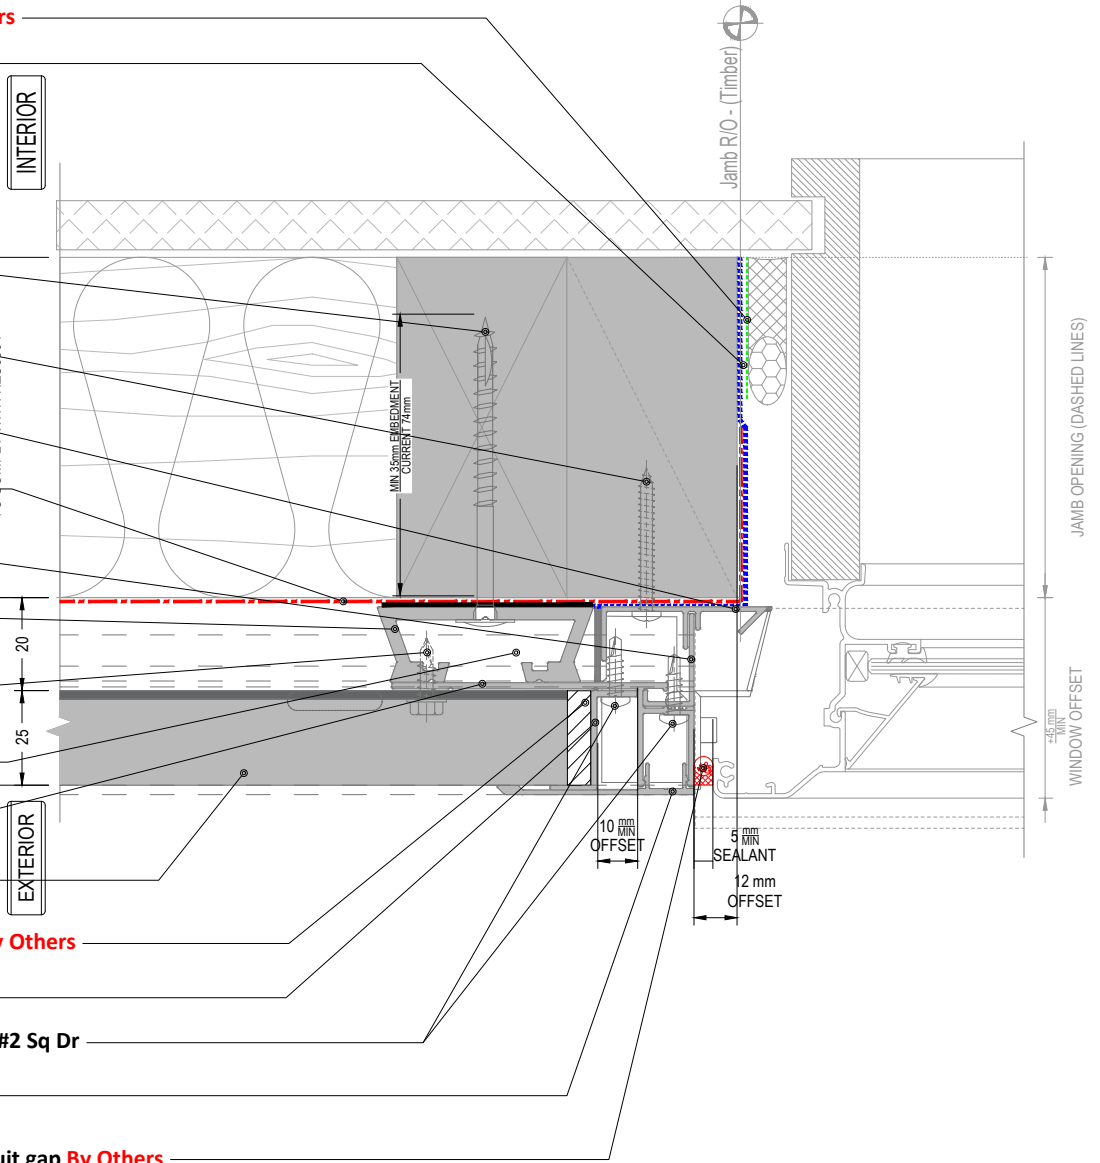 rs
INTERIOR
Jamb R/O - (Timber)
MIN 35mm EMBEDMENT
CURRENT 74mm
JAMB OPENING (DASHED LINES)
20
25
+45 mm
MIN
WINDOW OFFSET
EXTERIOR
10 mm
MIN
OFFSET
5 mm
MIN
SEALANT
12 mm
OFFSET
y Others
#2 Sq Dr
uit gap By Others